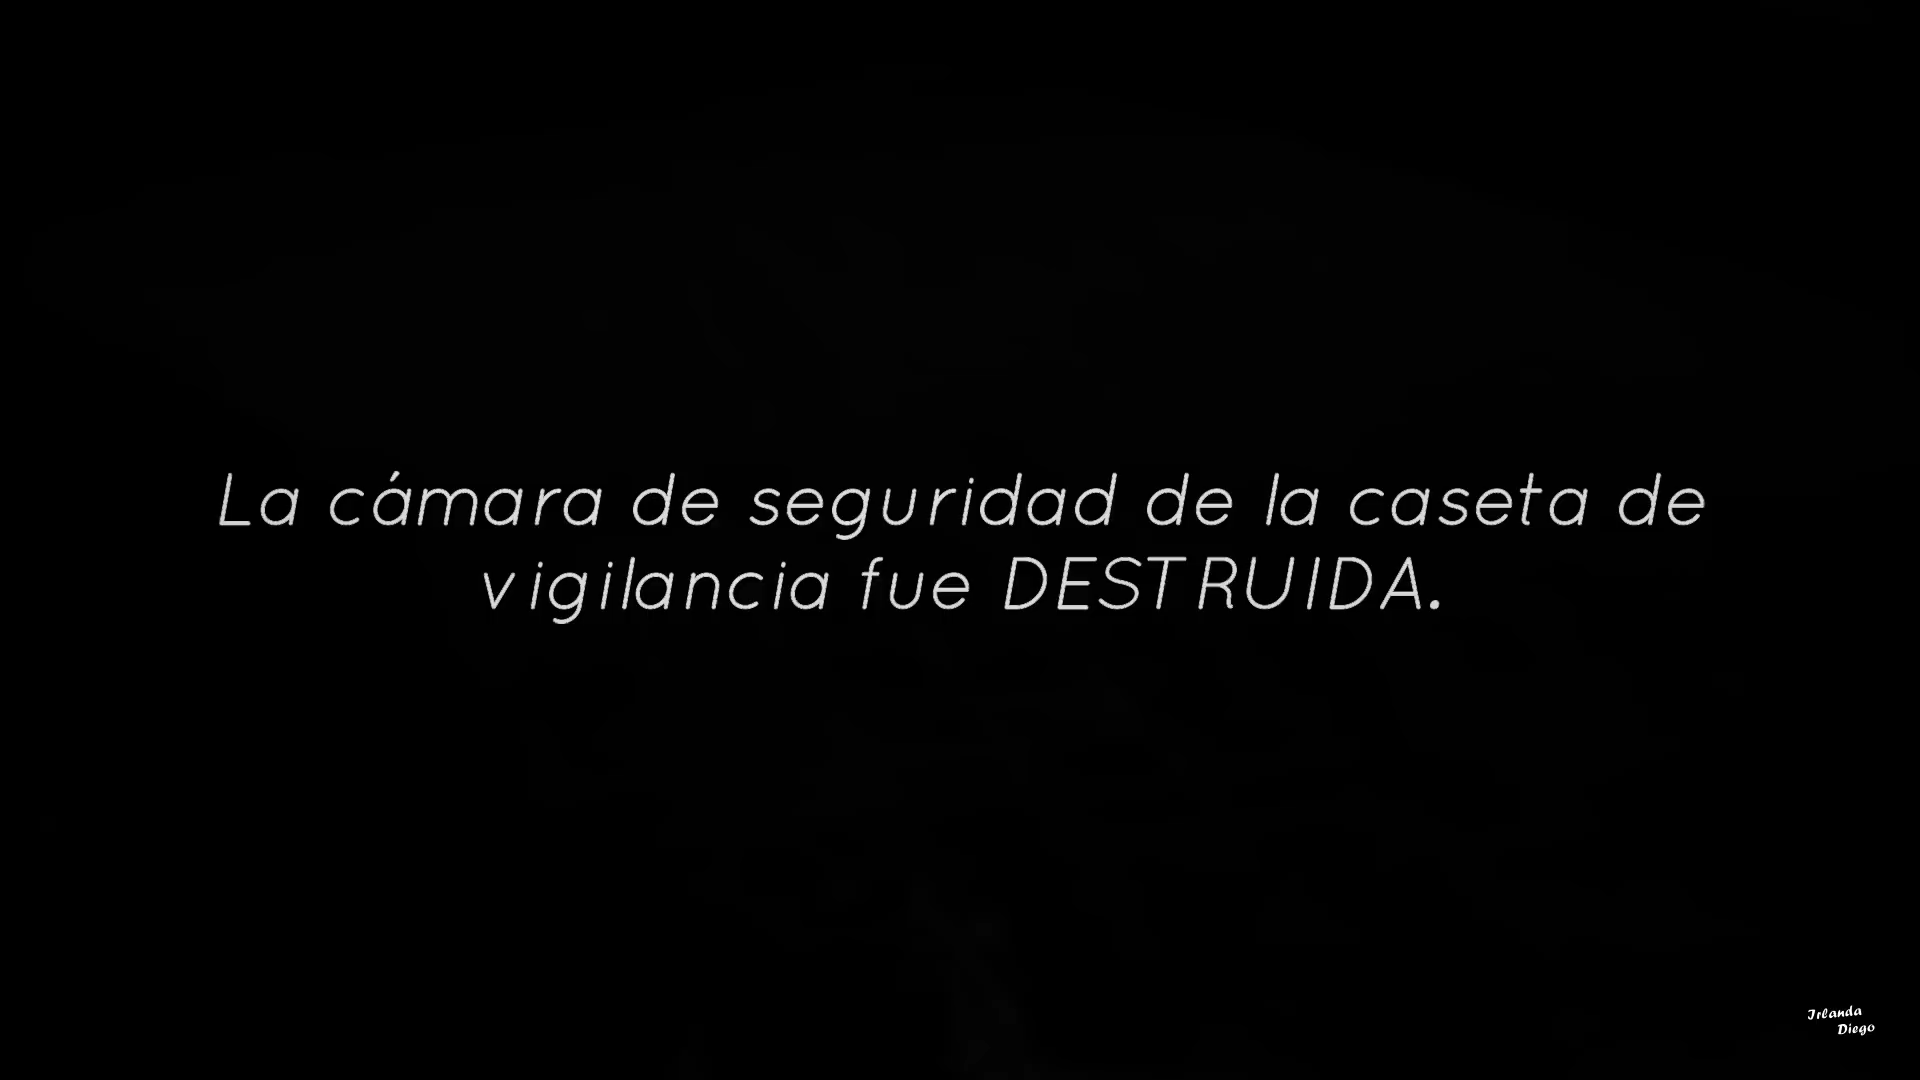 La cámara de seguridad de la caseta de
vigilancia fue DESTRUIDA.
Irlanda
Diego